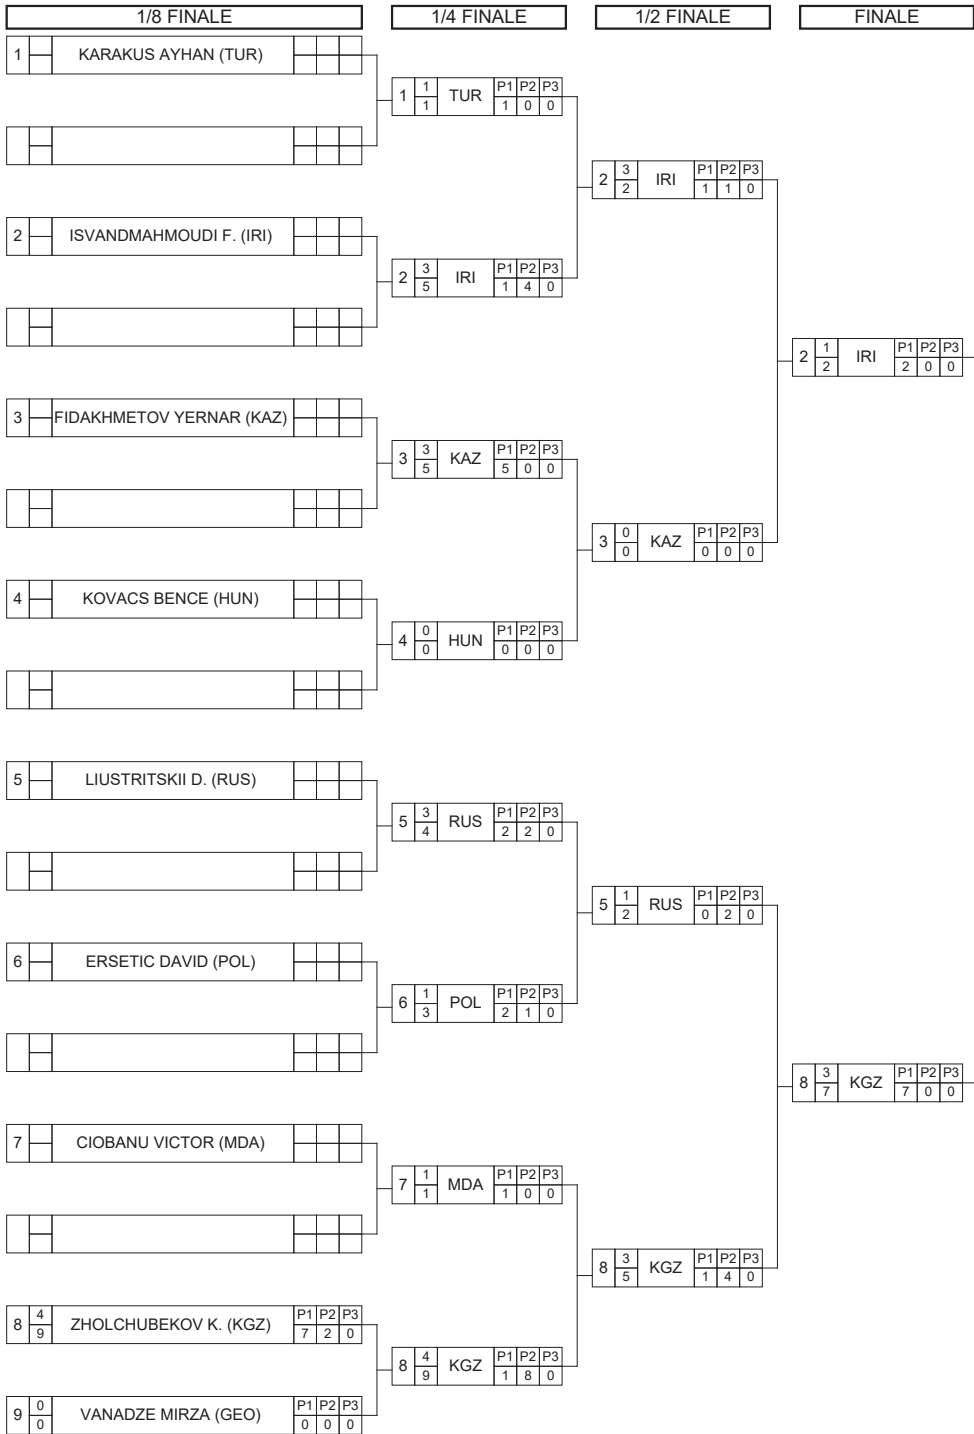 1/8 FINALE
1/4 FINALE
1/2 FINALE
FINALE
1 KARAKUS AYHAN (TUR)
1 1 1 TUR P1 P2 P3 1 0 0
2 3 2 IRI P1 P2 P3 1 1 0
2 ISVANDMAHMOUDI F. (IRI)
2 3 5 IRI P1 P2 P3 1 4 0
2 1 2 IRI P1 P2 P3 2 0 0
3 FIDAKHMETOV YERNAR (KAZ)
3 3 5 KAZ P1 P2 P3 5 0 0
3 0 0 KAZ P1 P2 P3 0 0 0
4 KOVACS BENCE (HUN)
4 0 0 HUN P1 P2 P3 0 0 0
5 LIUSTRITSKII D. (RUS)
5 3 4 RUS P1 P2 P3 2 2 0
5 1 2 RUS P1 P2 P3 0 2 0
6 ERSETIC DAVID (POL)
6 1 3 POL P1 P2 P3 2 1 0
8 3 7 KGZ P1 P2 P3 7 0 0
7 CIOBANU VICTOR (MDA)
7 1 1 MDA P1 P2 P3 1 0 0
8 3 5 KGZ P1 P2 P3 1 4 0
8 4 9 ZHOLCHUBEKOV K. (KGZ) P1 P2 P3 7 2 0
8 4 9 KGZ P1 P2 P3 1 8 0
9 0 0 VANADZE MIRZA (GEO) P1 P2 P3 0 0 0